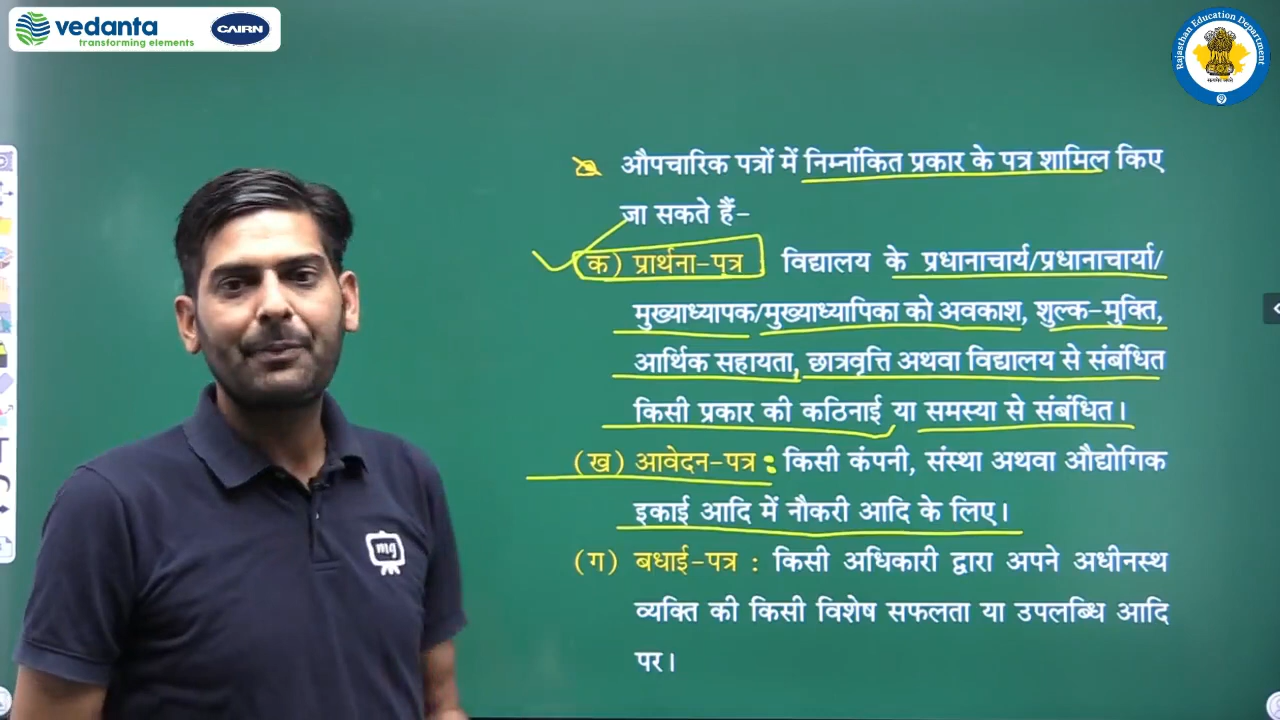 vedanta
transforming elements
CAIRN
Rajasthan Education Department
औपचारिक पत्रों में निम्नांकित प्रकार के पत्र शामिल किए
जा सकते हैं-
(क) प्रार्थना-पत्र विद्यालय के प्रधानाचार्य/प्रधानाचार्या/
मुख्याध्यापक/मुख्याध्यापिका को अवकाश, शुल्क-मुक्ति,
आर्थिक सहायता, छात्रवृत्ति अथवा विद्यालय से संबंधित
किसी प्रकार की कठिनाई या समस्या से संबंधित।
(ख) आवेदन-पत्र : किसी कंपनी, संस्था अथवा औद्योगिक
इकाई आदि में नौकरी आदि के लिए।
(ग) बधाई-पत्र : किसी अधिकारी द्वारा अपने अधीनस्थ
व्यक्ति की किसी विशेष सफलता या उपलब्धि आदि
पर।
mg